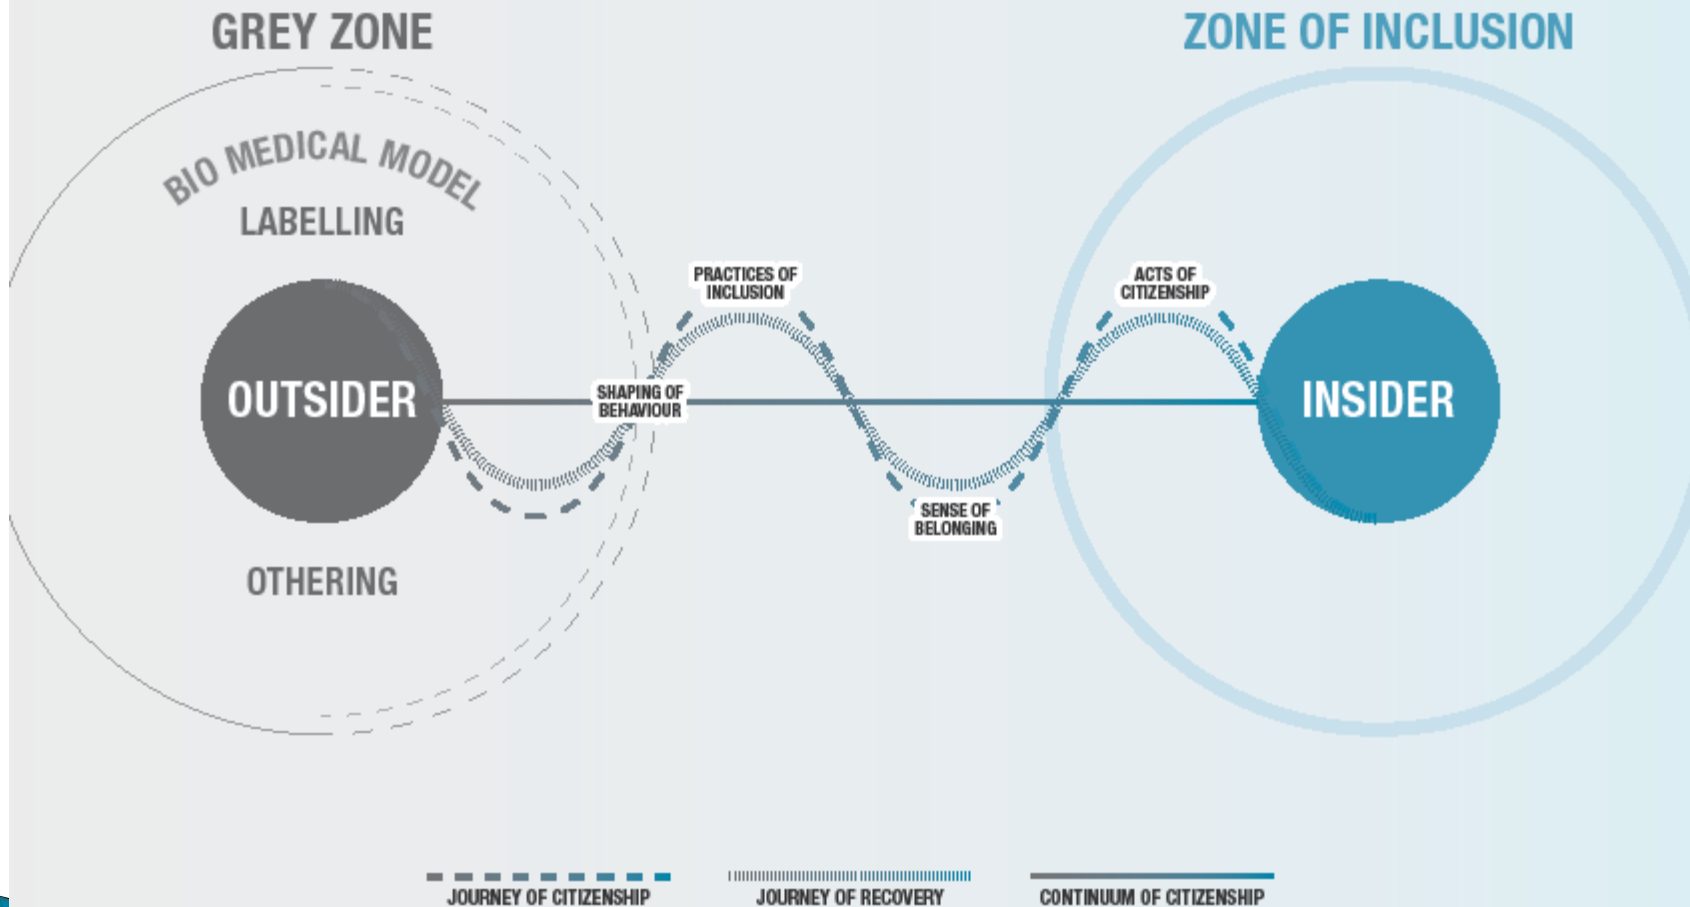 GREY ZONE
ZONE OF INCLUSION
BIO MEDICAL MODEL
LABELLING
PRACTICES OF
INCLUSION
ACTS OF
CITIZENSHIP
OUTSIDER
SHAPING OF
BEHAVIOUR
INSIDER
SENSE OF
BELONGING
OTHERING
JOURNEY OF CITIZENSHIP
JOURNEY OF RECOVERY
CONTINUUM OF CITIZENSHIP